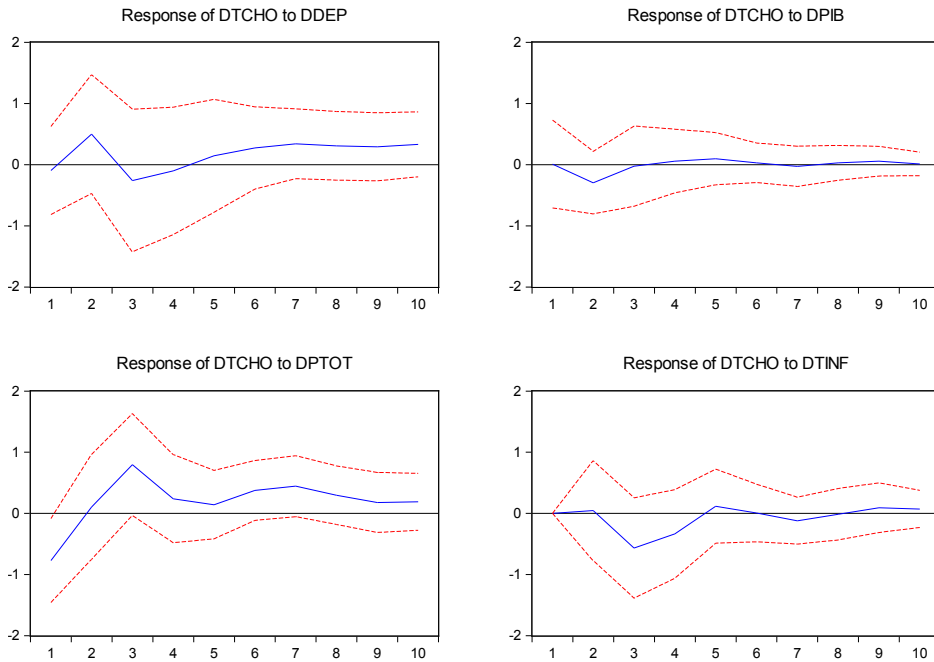 Response of DTCHO to DDEP
2
1
0
-1
-2
1 2 3 4 5 6 7 8 9 10
Response of DTCHO to DPIB
2
1
0
-1
-2
1 2 3 4 5 6 7 8 9 10
Response of DTCHO to DPTOT
2
1
0
-1
-2
1 2 3 4 5 6 7 8 9 10
Response of DTCHO to DTINF
2
1
0
-1
-2
1 2 3 4 5 6 7 8 9 10